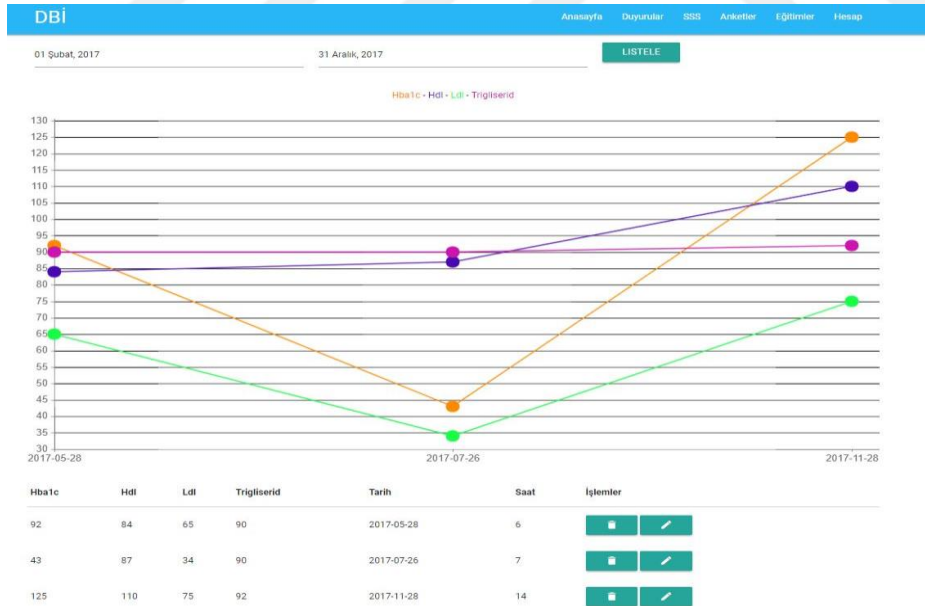 DBİ
Anasayfa Duyurular SSS Anketler Eğitimler Hesap
01 Şubat, 2017 31 Aralık, 2017 LISTELE
Hba1c - Hdl - Ldl - Trigliserid
130
125
120
115
110
105
100
95
90
85
80
75
70
65
60
55
50
45
40
35
30
2017-05-28 2017-07-26 2017-11-28
Hba1c Hdl Ldl Trigliserid Tarih Saat İşlemler
92 84 65 90 2017-05-28 6
43 87 34 90 2017-07-26 7
125 110 75 92 2017-11-28 14